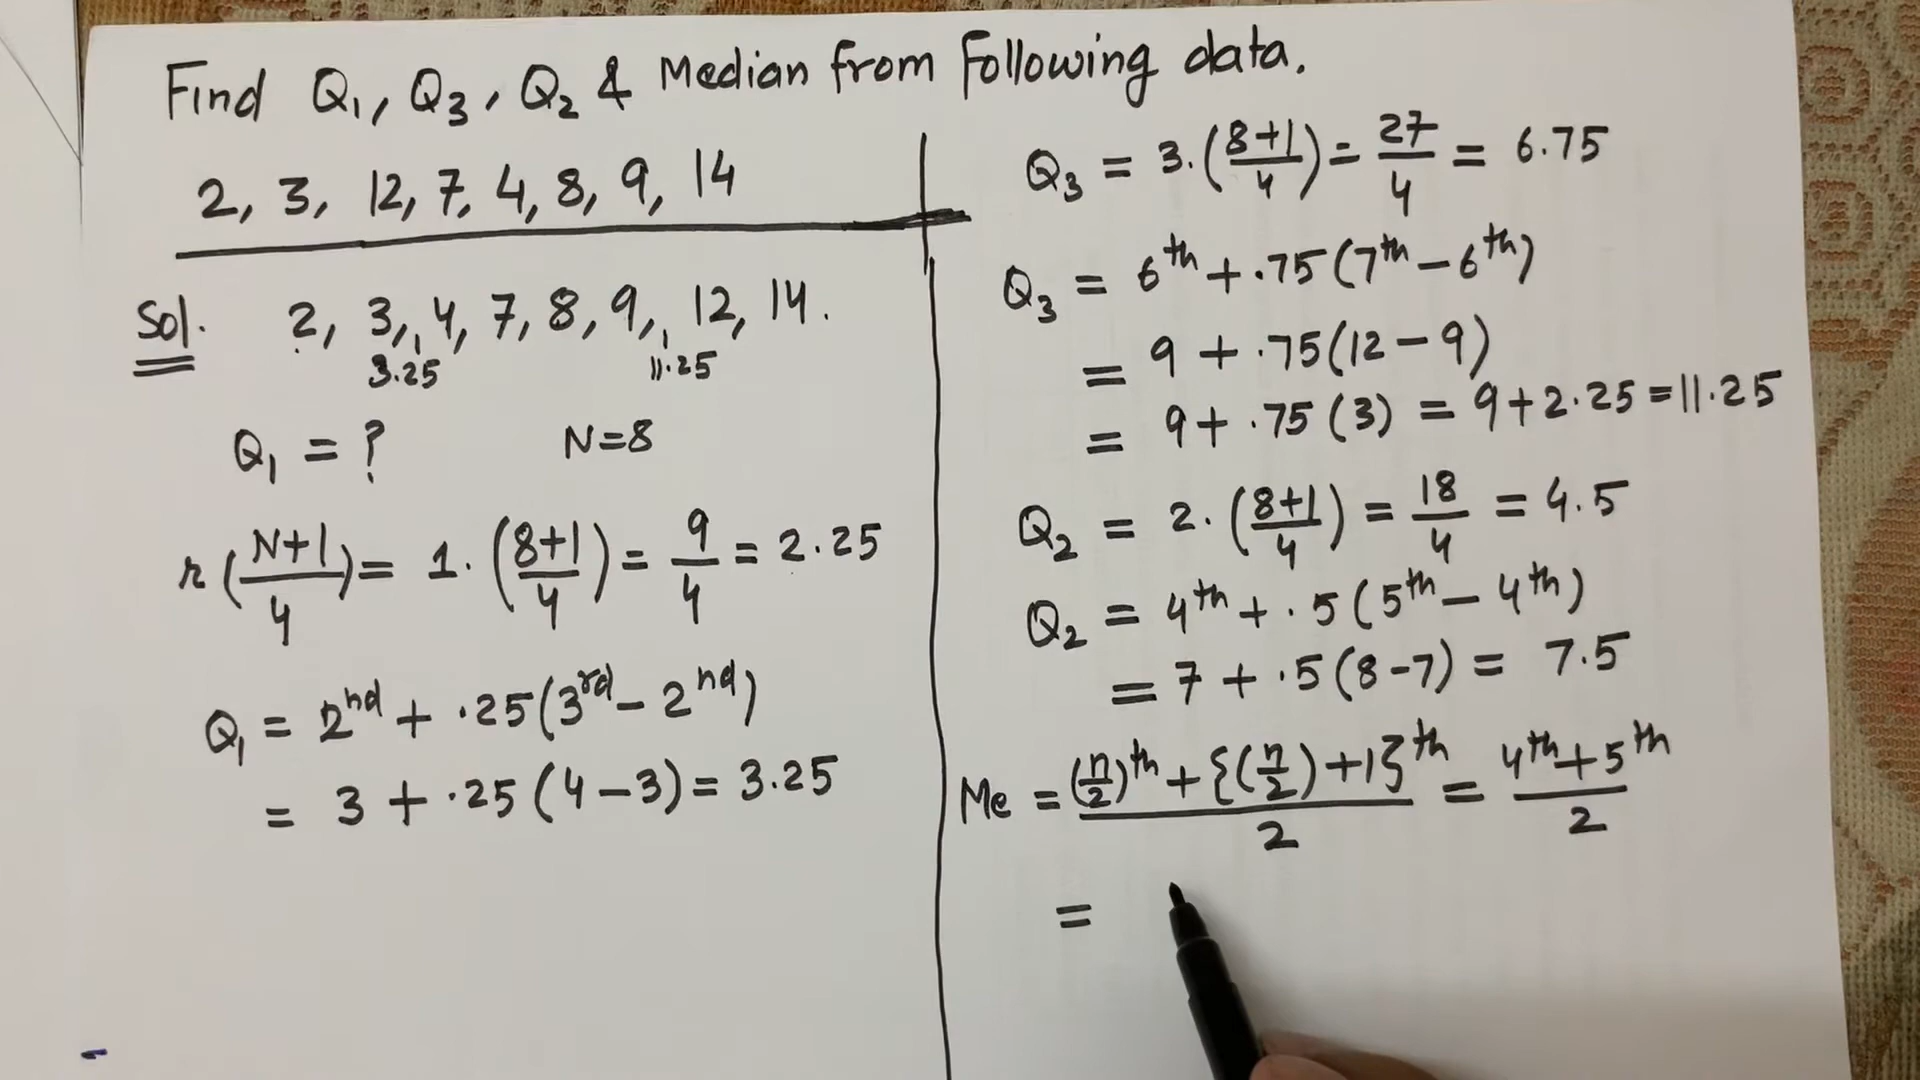 Find Q₁, Q₃, Q₂ & Median from Following data.
2, 3, 12, 7, 4, 8, 9, 14
Sol. 2, 3, 4, 7, 8, 9, 12, 14.
3.25 11.25
Q₁ = ? N=8
r(N+1/4) = 1.(8+1/4) = 9/4 = 2.25
Q₁ = 2nd + .25(3rd - 2nd)
= 3 + .25(4-3) = 3.25
Q₃ = 3.(8+1/4) = 27/4 = 6.75
Q₃ = 6th + .75(7th - 6th)
= 9 + .75(12-9)
= 9 + .75(3) = 9+2.25 = 11.25
Q₂ = 2.(8+1/4) = 18/4 = 4.5
Q₂ = 4th + .5(5th - 4th)
= 7 + .5(8-7) = 7.5
Me = (n/2)th + {(n/2)+1}th/2 = 4th+5th/2
=